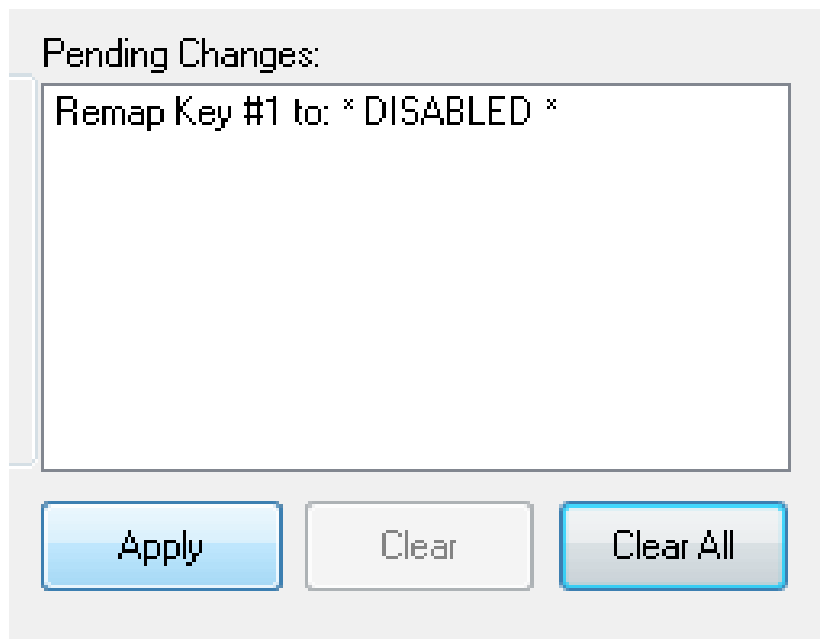 Pending Changes:
Remap Key #1 to: * DISABLED *
Apply
Clear
Clear All